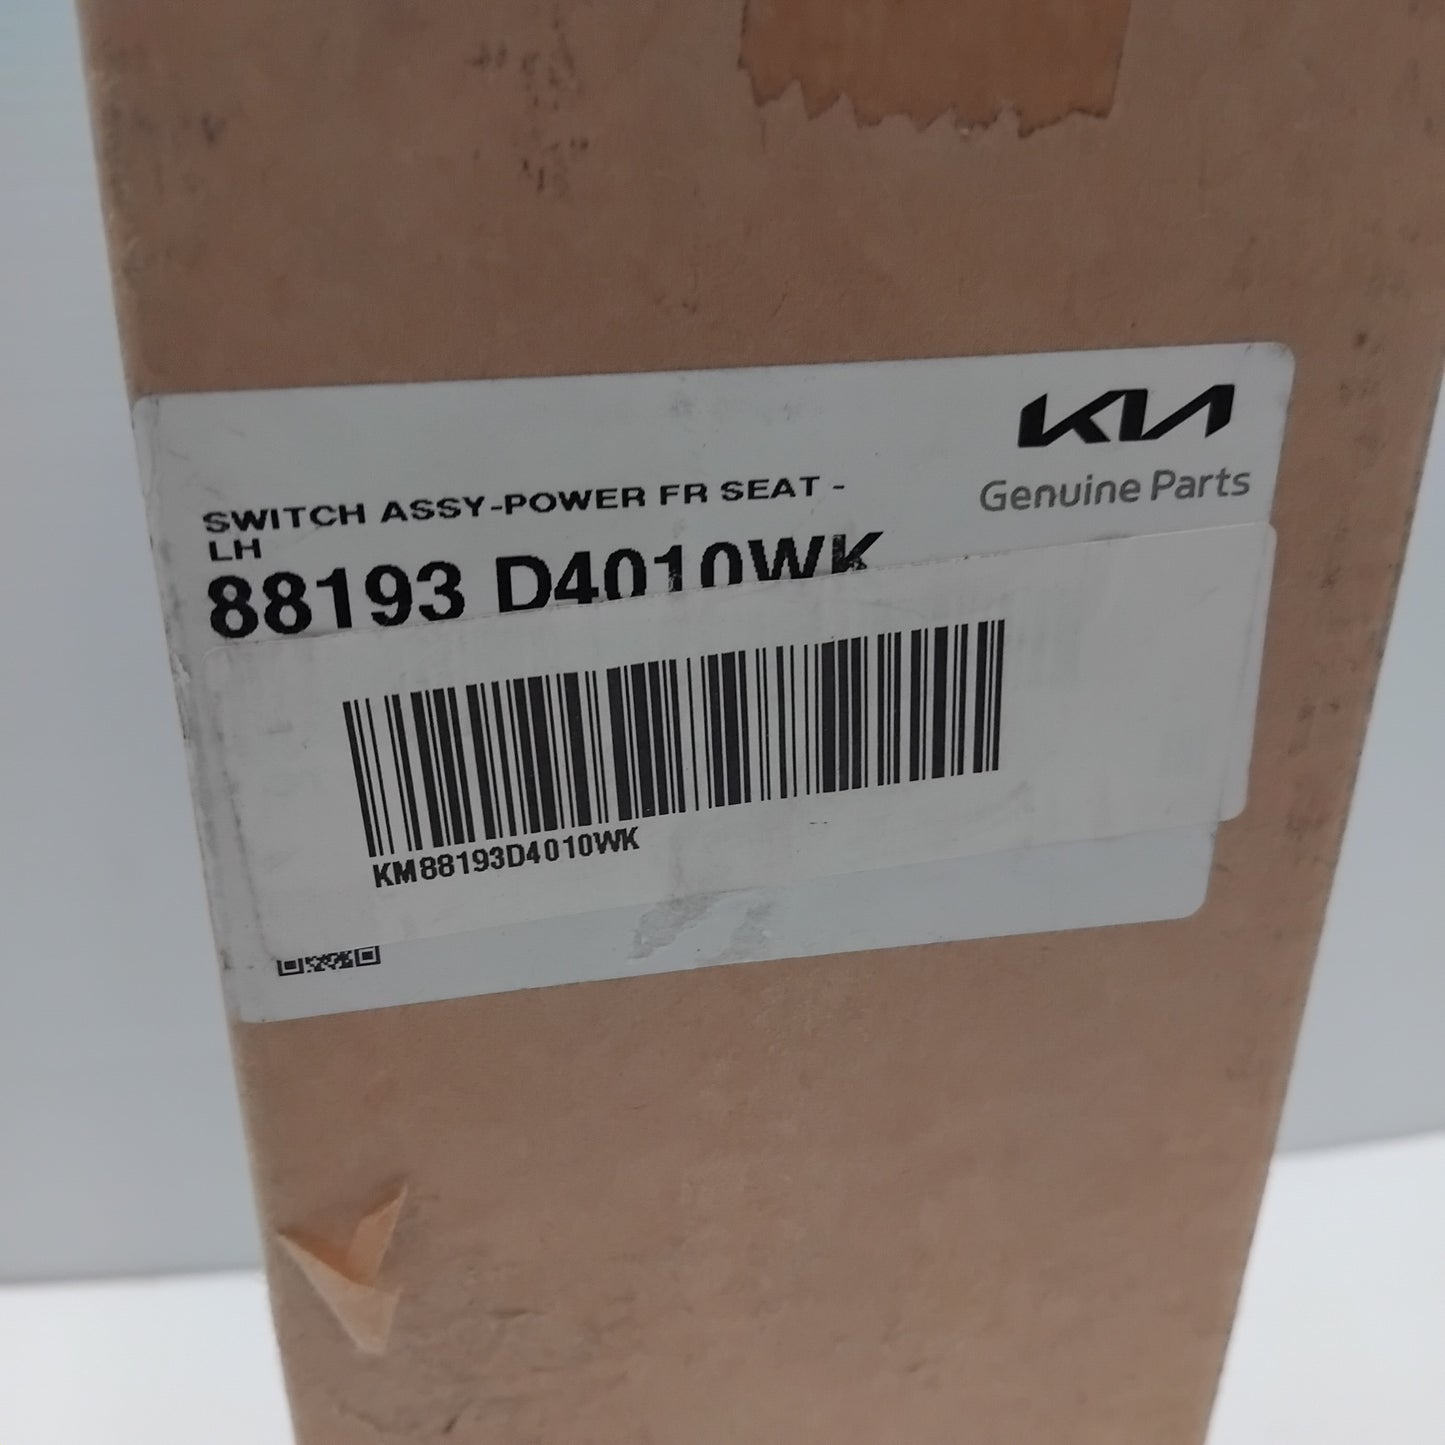 KIA
Genuine Parts
SWITCH ASSY-POWER FR SEAT -
LH
88193 D4010WK
KM88193D4010WK